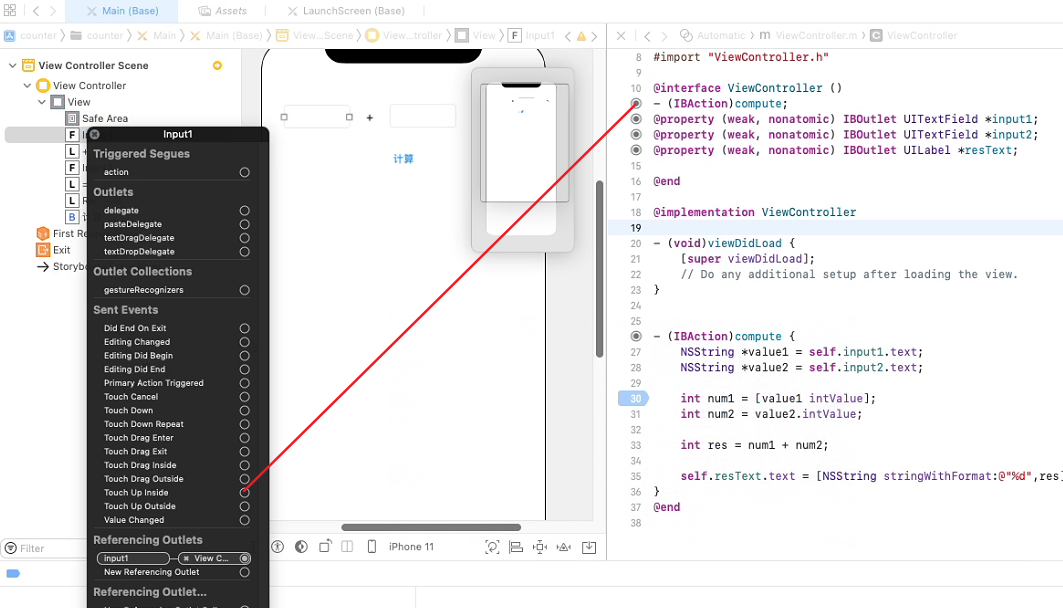 Main (Base)
Assets
LaunchScreen (Base)
counter
counter
Main
Main (Base)
View...Scene
View...troller
View
F Input1
Automatic
m ViewController.m
C ViewController
View Controller Scene
View Controller
View
Safe Area
F
L
F
L
L
B
First Re
Exit
Storyb
Filter
Input1
Triggered Segues
action
Outlets
delegate
pasteDelegate
textDragDelegate
textDropDelegate
Outlet Collections
gestureRecognizers
Sent Events
Did End On Exit
Editing Changed
Editing Did Begin
Editing Did End
Primary Action Triggered
Touch Cancel
Touch Down
Touch Down Repeat
Touch Drag Enter
Touch Drag Exit
Touch Drag Inside
Touch Drag Outside
Touch Up Inside
Touch Up Outside
Value Changed
Referencing Outlets
input1
View C...
New Referencing Outlet
Referencing Outlet...
+
计算
iPhone 11
8 #import "ViewController.h"
9
10 @interface ViewController ()
- (IBAction)compute;
@property (weak, nonatomic) IBOutlet UITextField *input1;
@property (weak, nonatomic) IBOutlet UITextField *input2;
@property (weak, nonatomic) IBOutlet UILabel *resText;
15
16 @end
17
18 @implementation ViewController
19
20 - (void)viewDidLoad {
21 [super viewDidLoad];
22 // Do any additional setup after loading the view.
23 }
24
25
- (IBAction)compute {
27 NSString *value1 = self.input1.text;
28 NSString *value2 = self.input2.text;
29
30 int num1 = [value1 intValue];
31 int num2 = value2.intValue;
32
33 int res = num1 + num2;
34
35 self.resText.text = [NSString stringWithFormat:@"%d",res]
36 }
37 @end
38